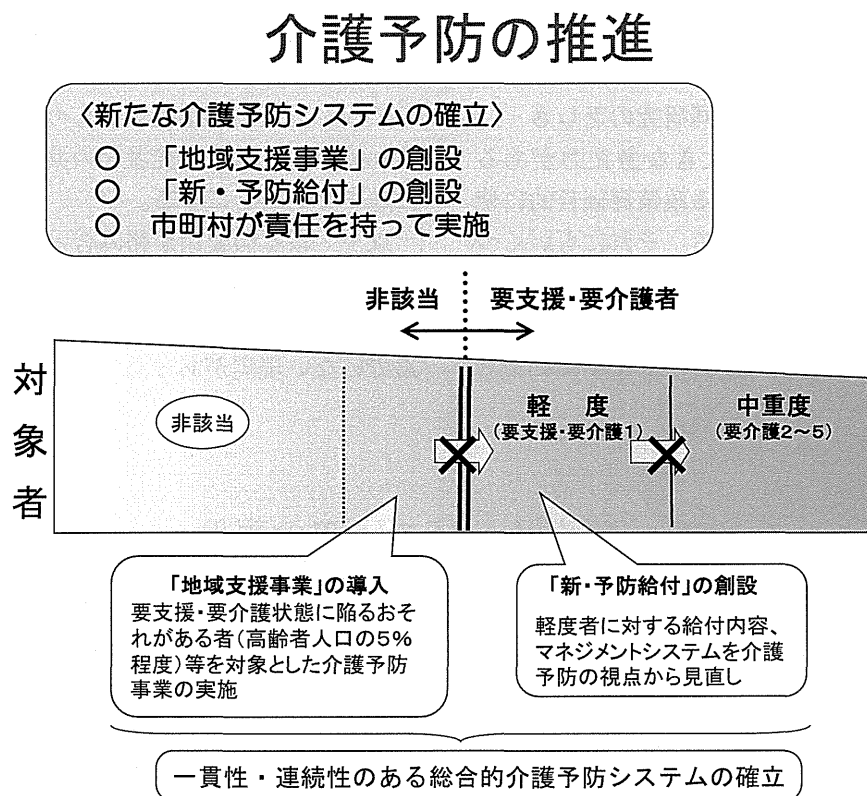 介護予防の推進
〈新たな介護予防システムの確立〉
○ 「地域支援事業」の創設
○ 「新・予防給付」の創設
○ 市町村が責任を持って実施
非該当 要支援・要介護者
対象者
非該当
軽 度
(要支援・要介護1)
中重度
(要介護2〜5)
「地域支援事業」の導入
要支援・要介護状態に陥るおそ
れがある者(高齢者人口の5%
程度)等を対象とした介護予防
事業の実施
「新・予防給付」の創設
軽度者に対する給付内容、
マネジメントシステムを介護
予防の視点から見直し
一貫性・連続性のある総合的介護予防システムの確立